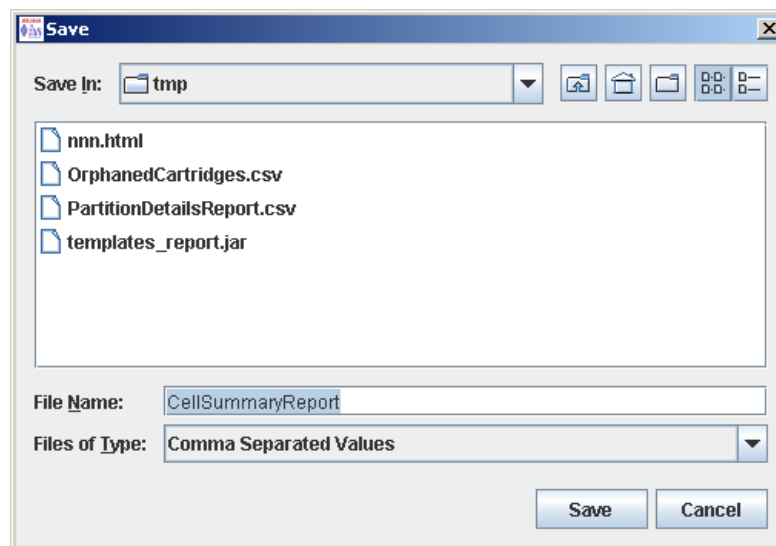 Save
Save In: tmp
nnn.html
OrphanedCartridges.csv
PartitionDetailsReport.csv
templates_report.jar
File Name: CellSummaryReport
Files of Type: Comma Separated Values
Save Cancel